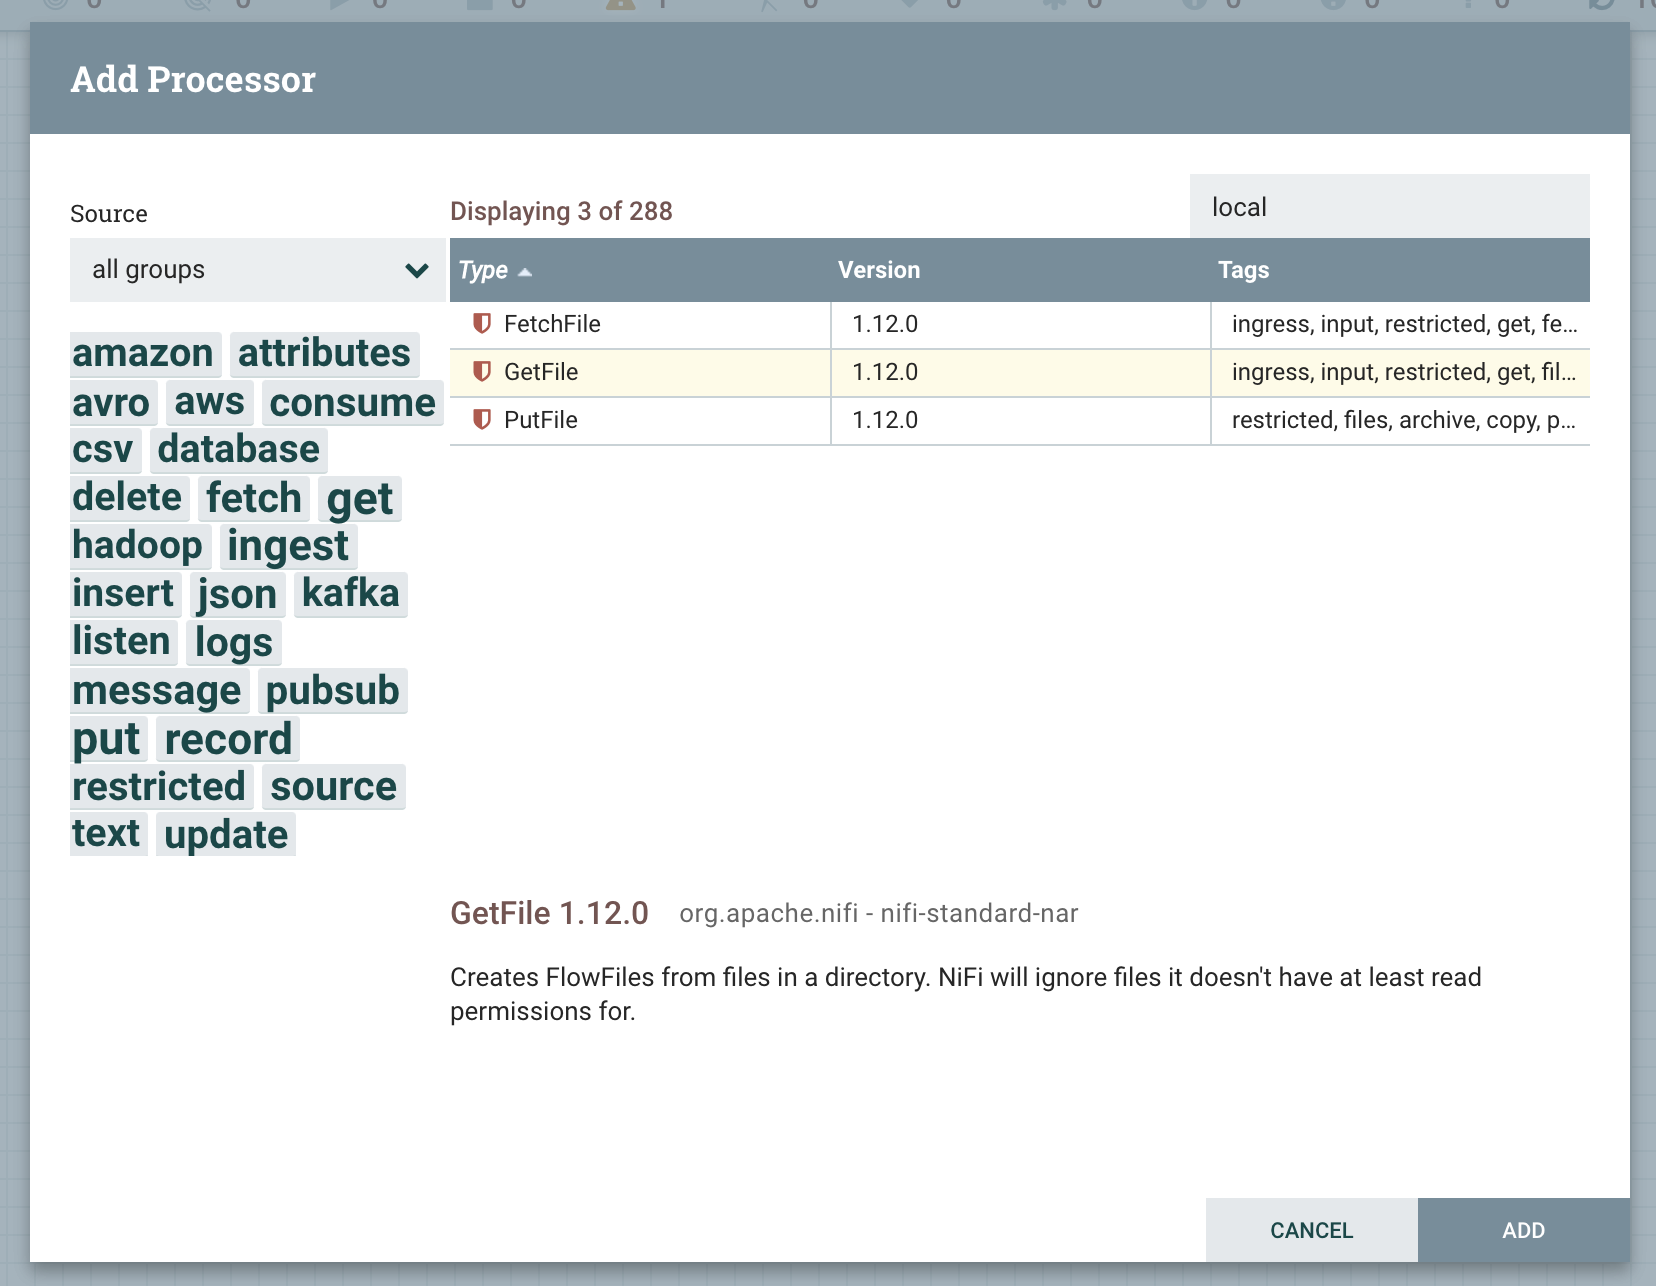 Add Processor
Source
Displaying 3 of 288
local
all groups
Type Version Tags
FetchFile 1.12.0 ingress, input, restricted, get, fe...
GetFile 1.12.0 ingress, input, restricted, get, fil...
PutFile 1.12.0 restricted, files, archive, copy, p...
amazon attributes
avro aws consume
csv database
delete fetch get
hadoop ingest
insert json kafka
listen logs
message pubsub
put record
restricted source
text update
GetFile 1.12.0 org.apache.nifi - nifi-standard-nar
Creates FlowFiles from files in a directory. NiFi will ignore files it doesn't have at least read
permissions for.
CANCEL ADD